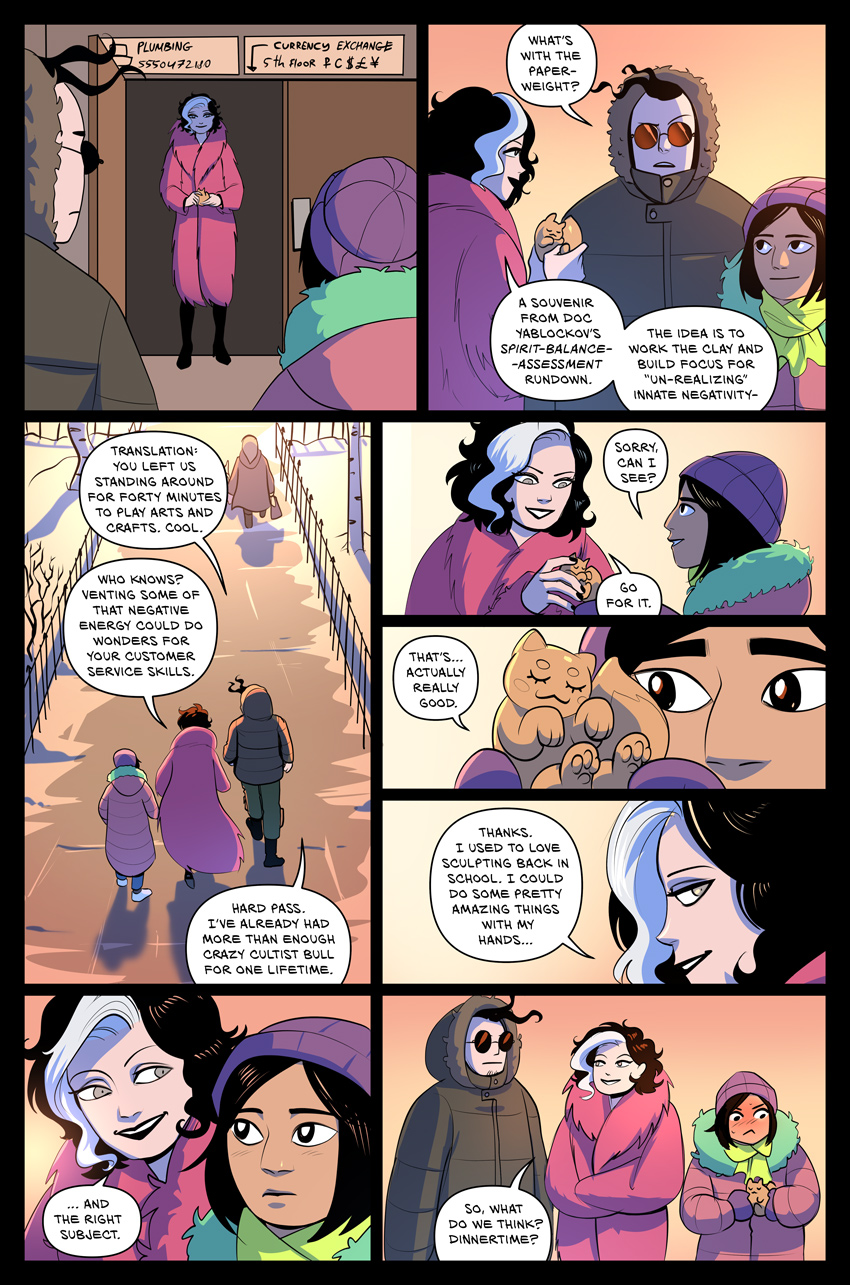 PLUMBING
5550472180
CURRENCY EXCHANGE
5th FLOOR ₽ C $ £ ¥
WHAT'S
WITH THE
PAPER-
WEIGHT?
A SOUVENIR
FROM DOC
YABLOCKOV'S
SPIRIT-BALANCE-
-ASSESSMENT
RUNDOWN.
THE IDEA IS TO
WORK THE CLAY AND
BUILD FOCUS FOR
"UN-REALIZING"
INNATE NEGATIVITY-
TRANSLATION:
YOU LEFT US
STANDING AROUND
FOR FORTY MINUTES
TO PLAY ARTS AND
CRAFTS. COOL.
WHO KNOWS?
VENTING SOME OF
THAT NEGATIVE
ENERGY COULD DO
WONDERS FOR
YOUR CUSTOMER
SERVICE SKILLS.
HARD PASS.
I'VE ALREADY HAD
MORE THAN ENOUGH
CRAZY CULTIST BULL
FOR ONE LIFETIME.
SORRY,
CAN I
SEE?
GO
FOR IT.
THAT'S...
ACTUALLY
REALLY
GOOD.
THANKS.
I USED TO LOVE
SCULPTING BACK IN
SCHOOL. I COULD
DO SOME PRETTY
AMAZING THINGS
WITH MY
HANDS...
... AND
THE RIGHT
SUBJECT.
SO, WHAT
DO WE THINK?
DINNERTIME?